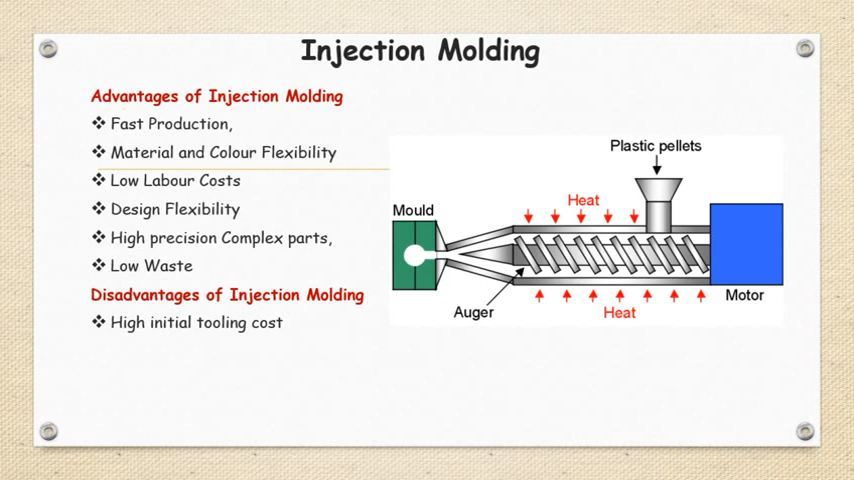 Injection Molding
Advantages of Injection Molding
❖ Fast Production,
❖ Material and Colour Flexibility
❖ Low Labour Costs
❖ Design Flexibility
❖ High precision Complex parts,
❖ Low Waste
Disadvantages of Injection Molding
❖ High initial tooling cost
Plastic pellets
Heat
Mould
Motor
Auger
Heat